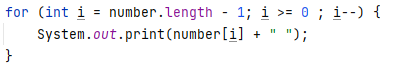 for (int i = number.length - 1; i >= 0 ; i--) {
    System.out.print(number[i] + " ");
}